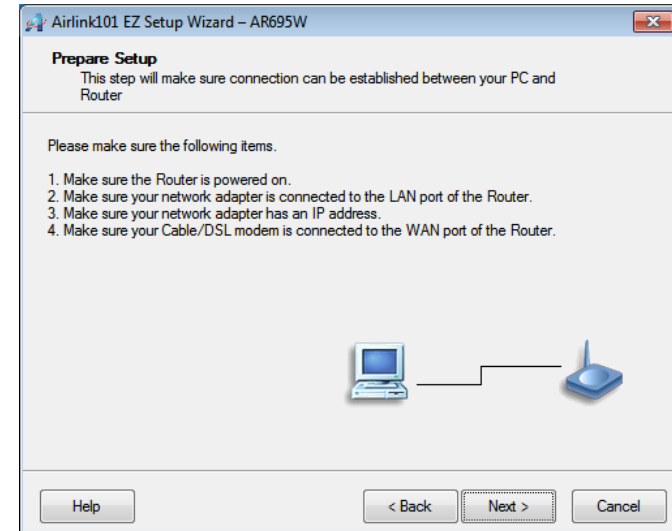 Airlink101 EZ Setup Wizard – AR695W
Prepare Setup
This step will make sure connection can be established between your PC and
Router
Please make sure the following items.
1. Make sure the Router is powered on.
2. Make sure your network adapter is connected to the LAN port of the Router.
3. Make sure your network adapter has an IP address.
4. Make sure your Cable/DSL modem is connected to the WAN port of the Router.
Help < Back Next > Cancel